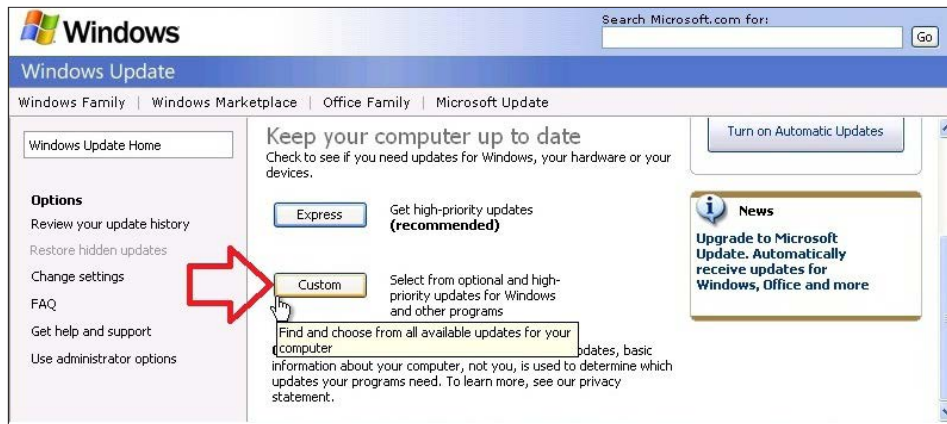 Windows
Search Microsoft.com for:
Go
Windows Update
Windows Family | Windows Marketplace | Office Family | Microsoft Update
Windows Update Home
Options
Review your update history
Restore hidden updates
Change settings
FAQ
Get help and support
Use administrator options
Keep your computer up to date
Check to see if you need updates for Windows, your hardware or your
devices.
Express
Get high-priority updates
(recommended)
Custom
Select from optional and high-
priority updates for Windows
and other programs
Find and choose from all available updates for your
computer
pdates, basic
information about your computer, not you, is used to determine which
updates your programs need. To learn more, see our privacy
statement.
Turn on Automatic Updates
News
Upgrade to Microsoft
Update. Automatically
receive updates for
Windows, Office and more